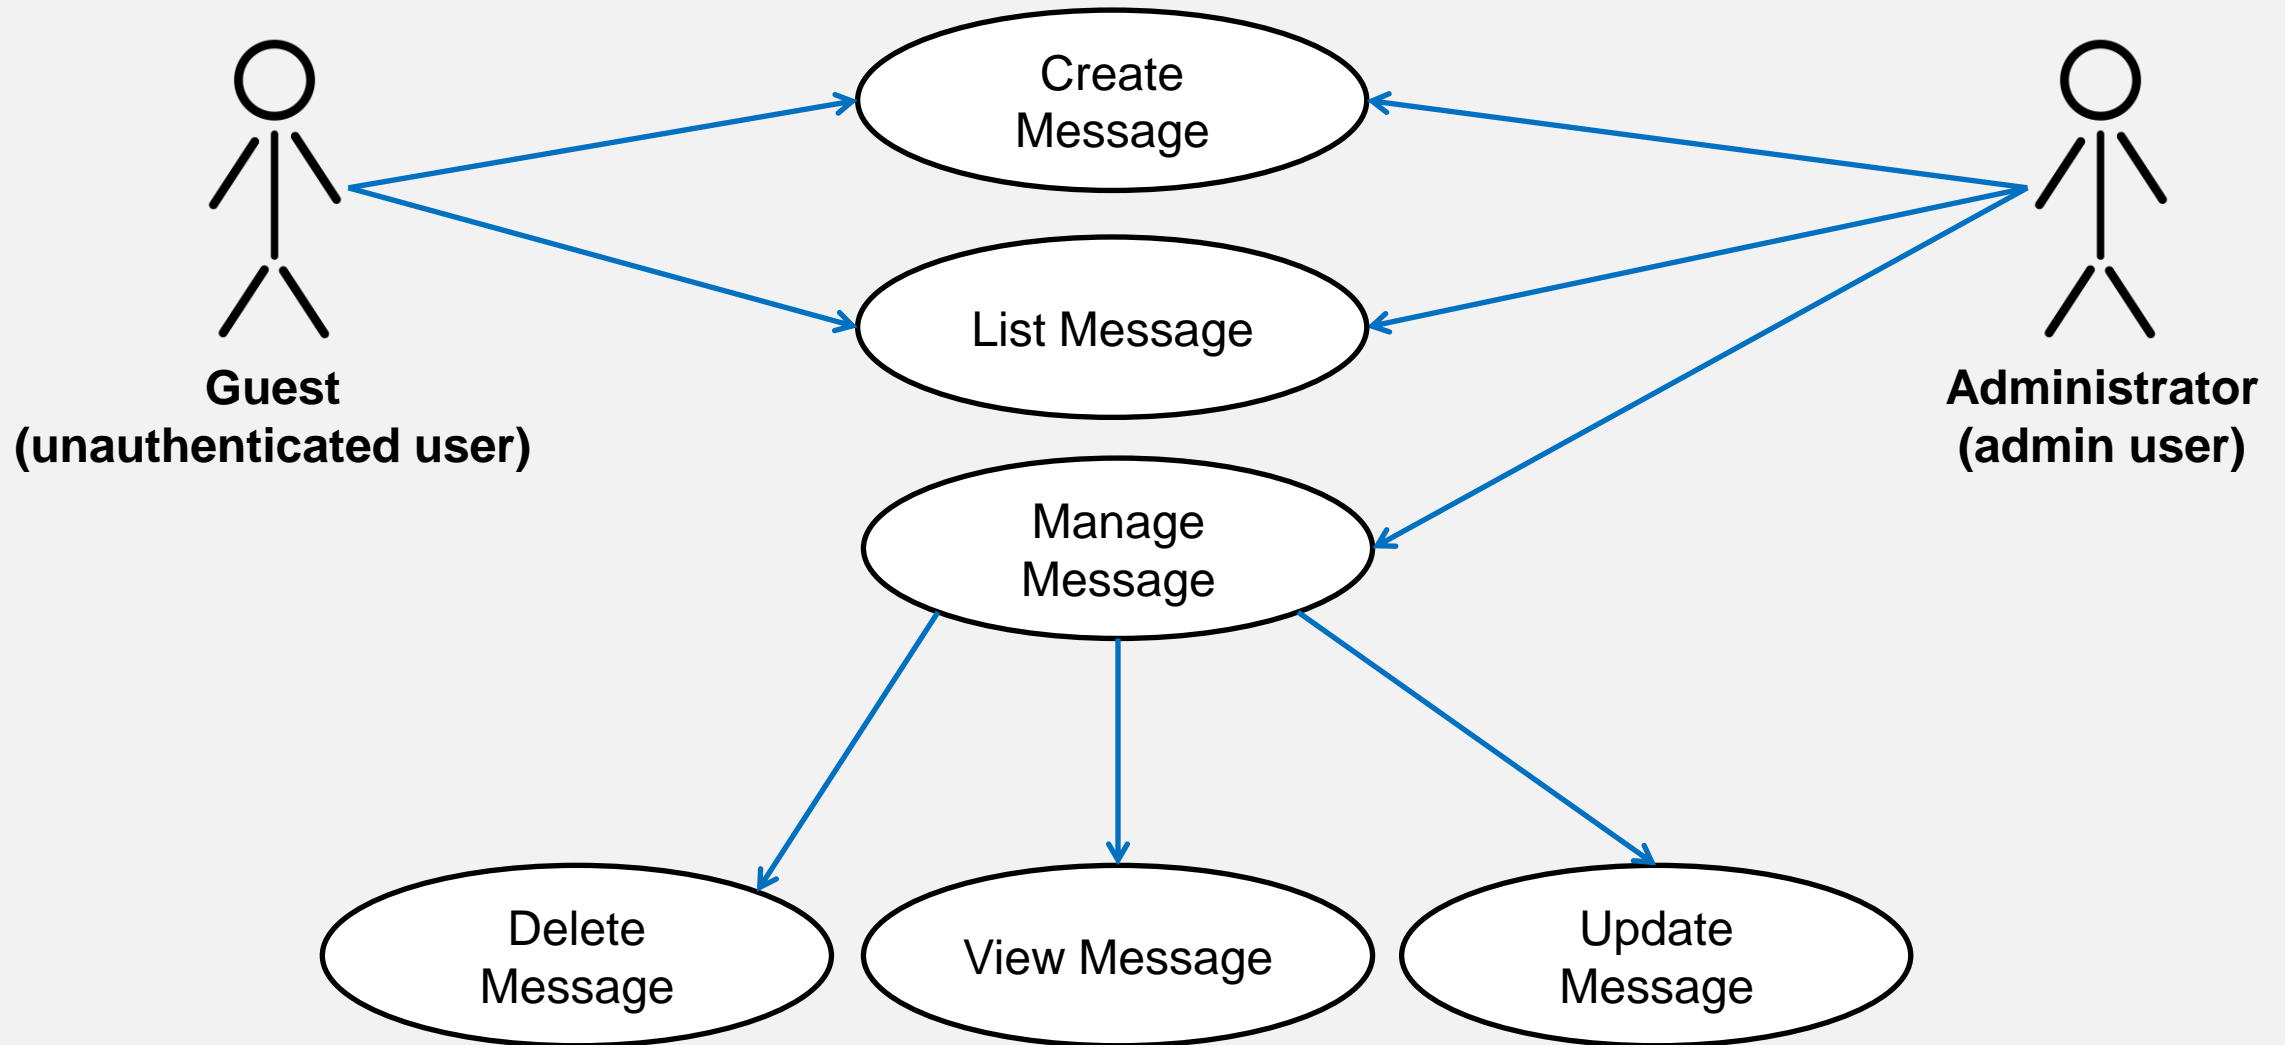 Create
Message
List Message
Guest
(unauthenticated user)
Administrator
(admin user)
Manage
Message
Delete
Message
View Message
Update
Message